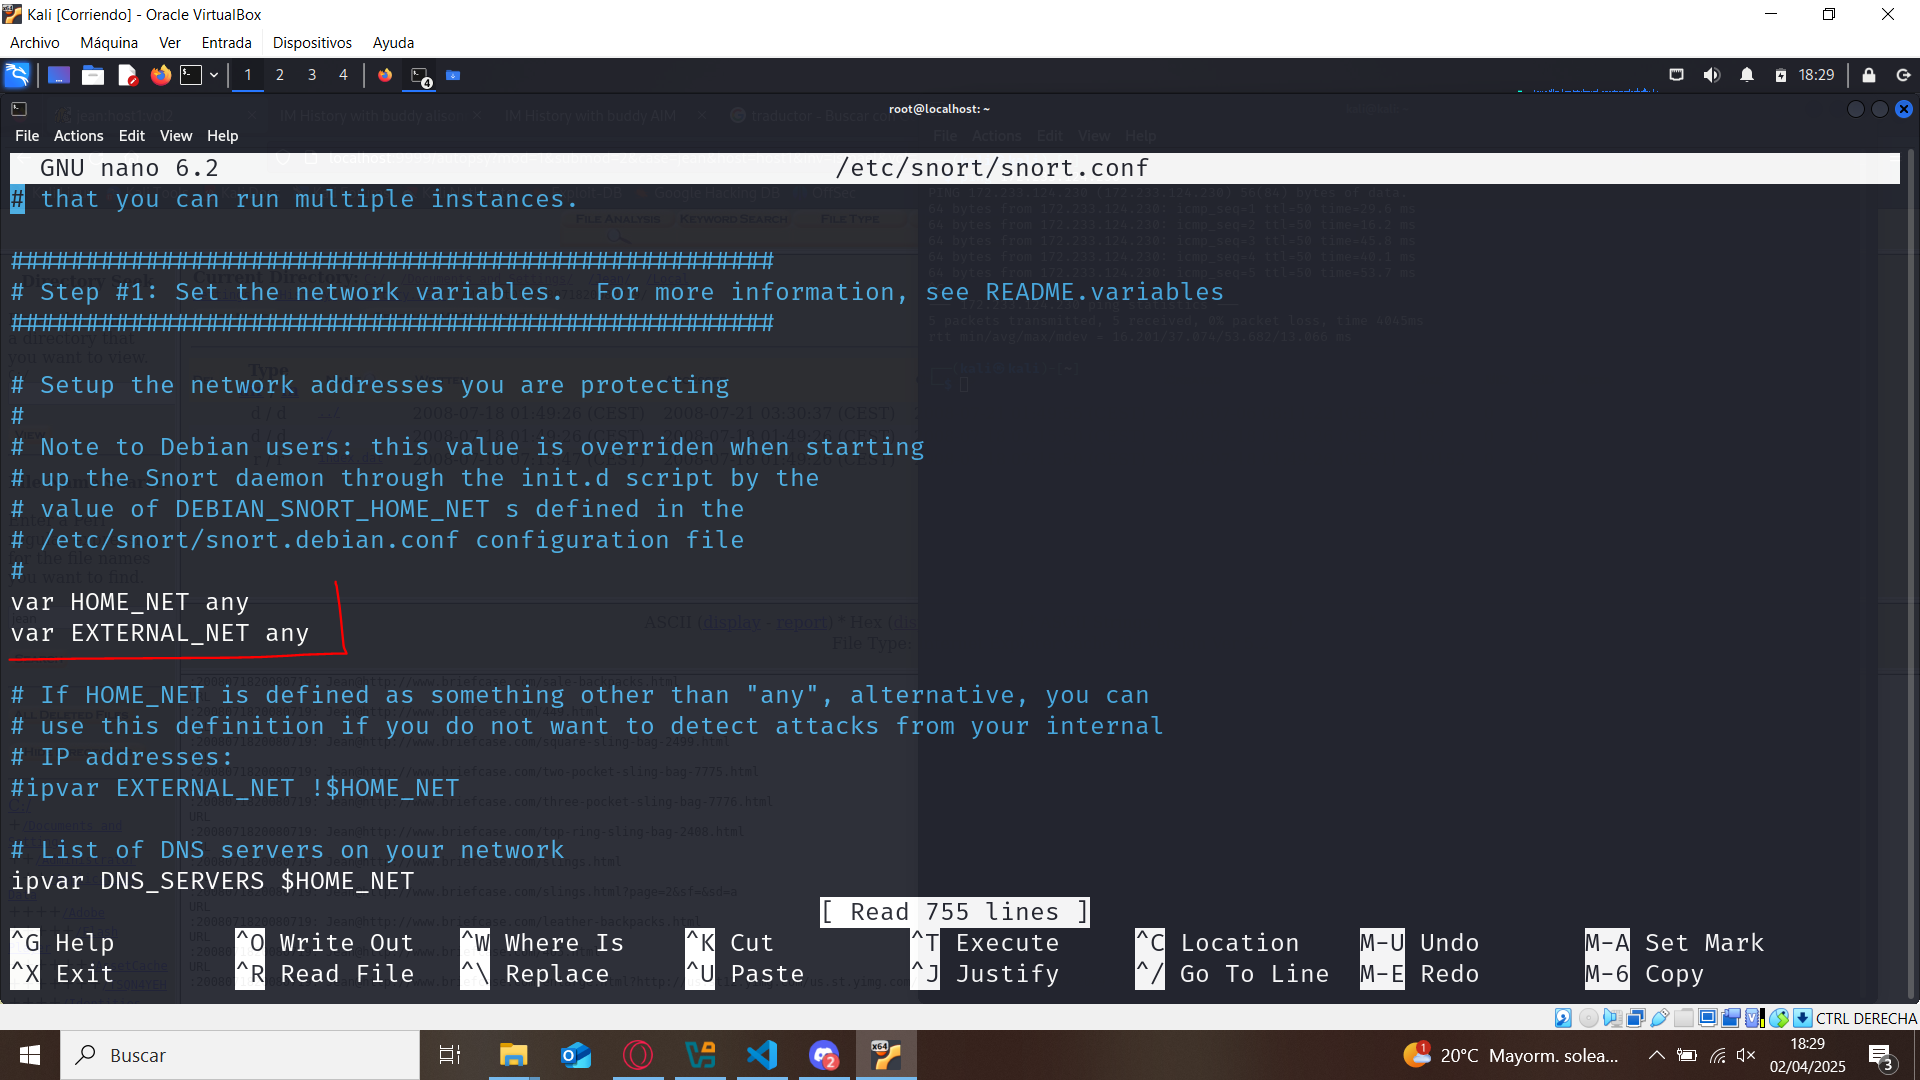 Kali [Corriendo] - Oracle VirtualBox
Archivo Máquina Ver Entrada Dispositivos Ayuda
1 2 3 4 4 18:29
root@localhost: ~
File Actions Edit View Help
GNU nano 6.2 /etc/snort/snort.conf
# that you can run multiple instances.
###################################################
# Step #1: Set the network variables.  For more information, see README.variables
###################################################
# Setup the network addresses you are protecting
#
# Note to Debian users: this value is overriden when starting
# up the Snort daemon through the init.d script by the
# value of DEBIAN_SNORT_HOME_NET s defined in the
# /etc/snort/snort.debian.conf configuration file
#
var HOME_NET any
var EXTERNAL_NET any
# If HOME_NET is defined as something other than "any", alternative, you can
# use this definition if you do not want to detect attacks from your internal
# IP addresses:
#ipvar EXTERNAL_NET !$HOME_NET
# List of DNS servers on your network
ipvar DNS_SERVERS $HOME_NET
[ Read 755 lines ]
^G Help ^O Write Out ^W Where Is ^K Cut ^T Execute ^C Location M-U Undo M-A Set Mark
^X Exit ^R Read File ^\ Replace ^U Paste ^J Justify ^/ Go To Line M-E Redo M-6 Copy
CTRL DERECHA
Buscar
20°C Mayorm. solea...
18:29
02/04/2025
3